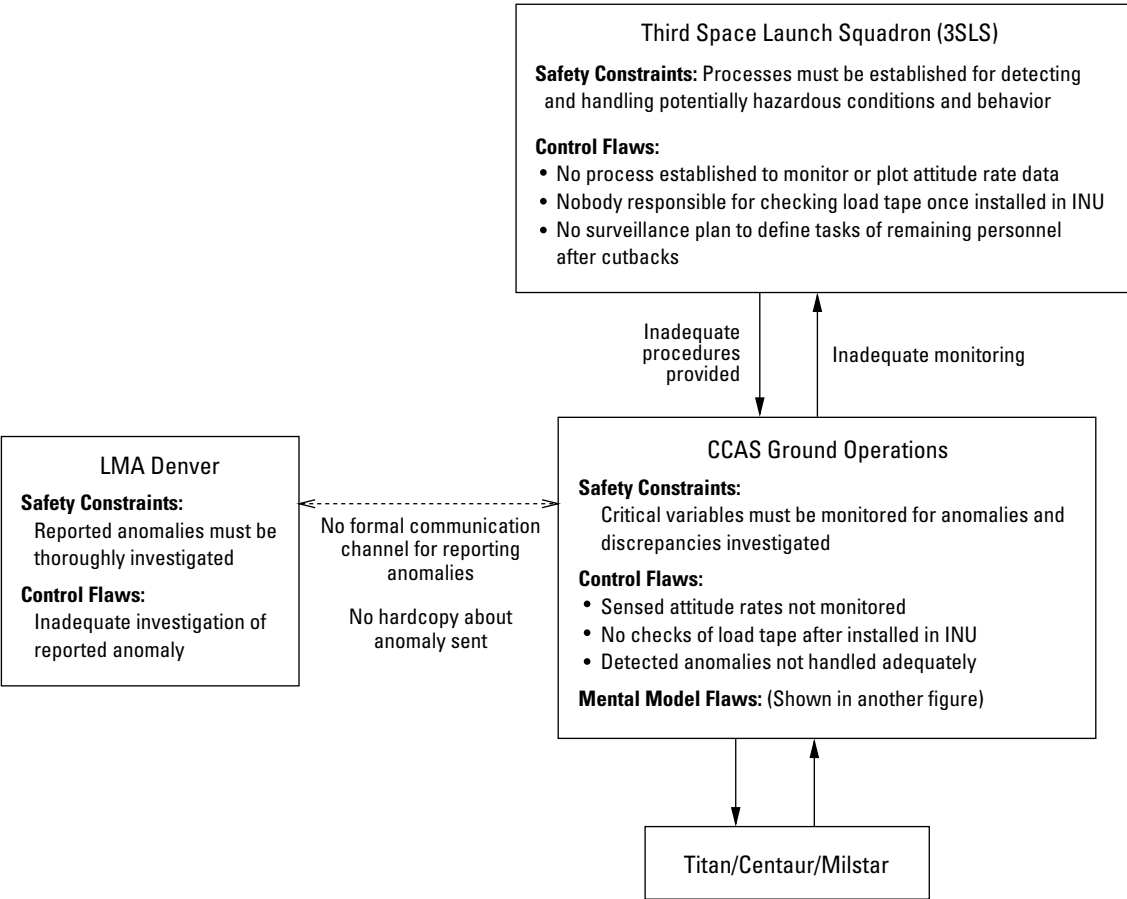 Third Space Launch Squadron (3SLS)
Safety Constraints: Processes must be established for detecting
and handling potentially hazardous conditions and behavior
Control Flaws:
• No process established to monitor or plot attitude rate data
• Nobody responsible for checking load tape once installed in INU
• No surveillance plan to define tasks of remaining personnel
after cutbacks
Inadequate
procedures
provided
Inadequate monitoring
LMA Denver
Safety Constraints:
Reported anomalies must be
thoroughly investigated
Control Flaws:
Inadequate investigation of
reported anomaly
No formal communication
channel for reporting
anomalies
No hardcopy about
anomaly sent
CCAS Ground Operations
Safety Constraints:
Critical variables must be monitored for anomalies and
discrepancies investigated
Control Flaws:
• Sensed attitude rates not monitored
• No checks of load tape after installed in INU
• Detected anomalies not handled adequately
Mental Model Flaws: (Shown in another figure)
Titan/Centaur/Milstar